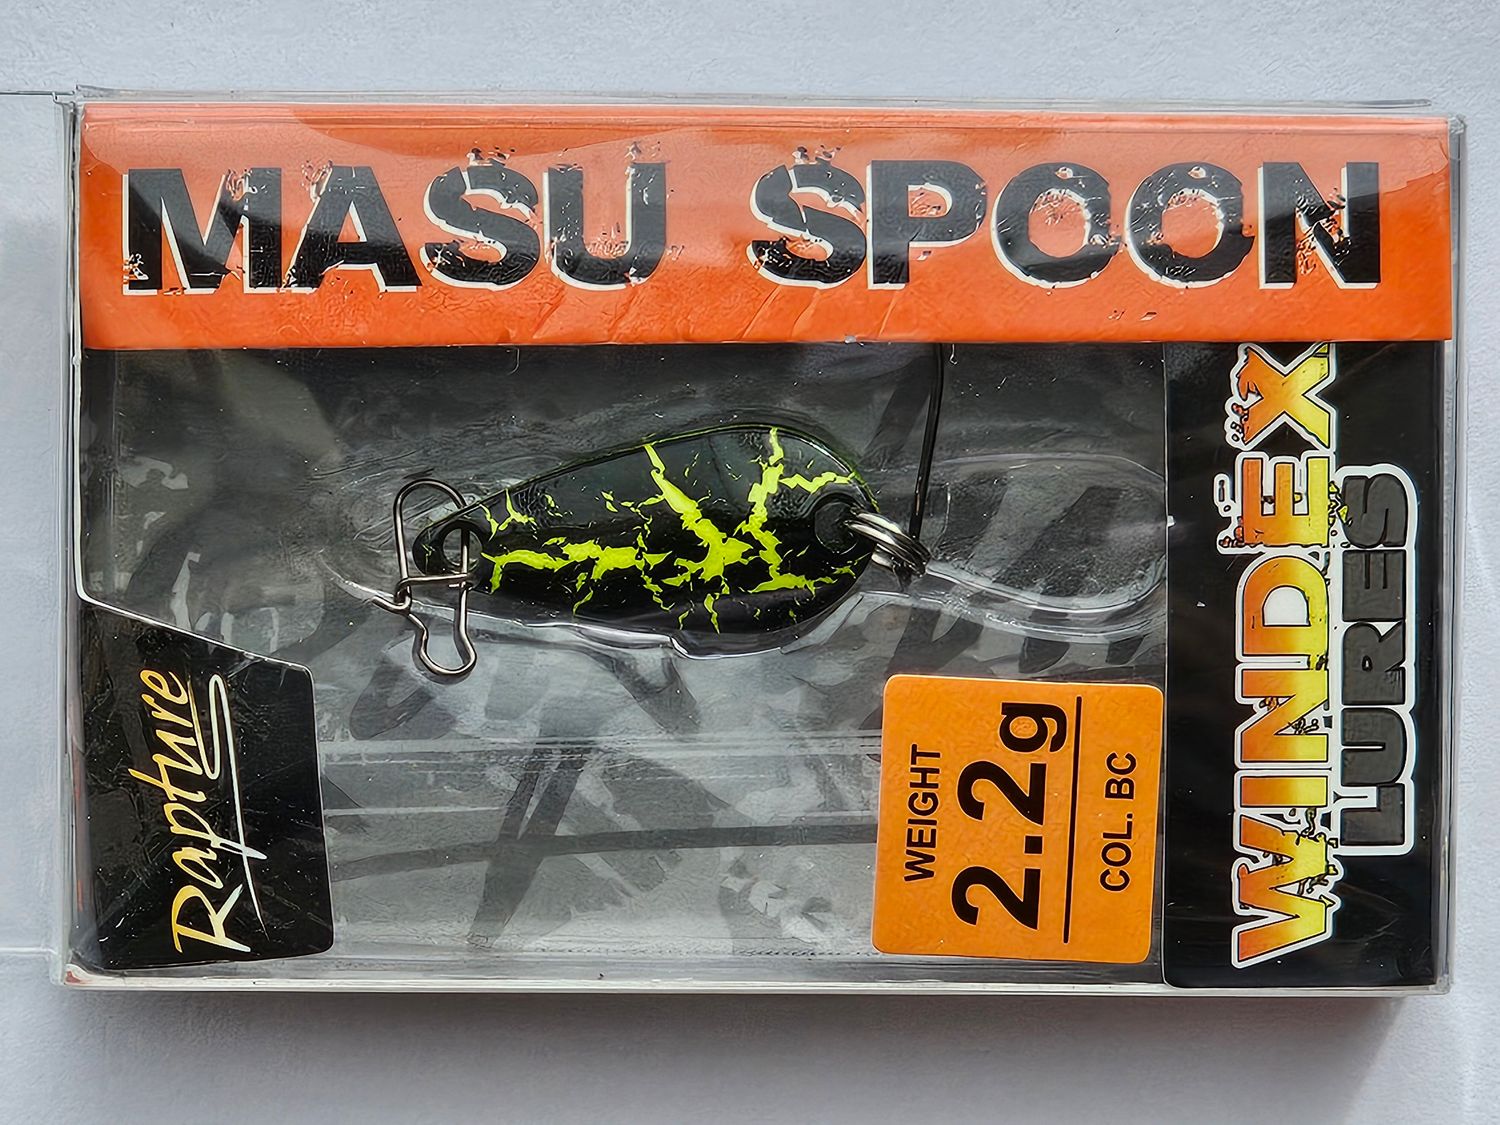 MASU SPOON
WINDEX
LURES
Rapture
WEIGHT
2.2g
COL. BC